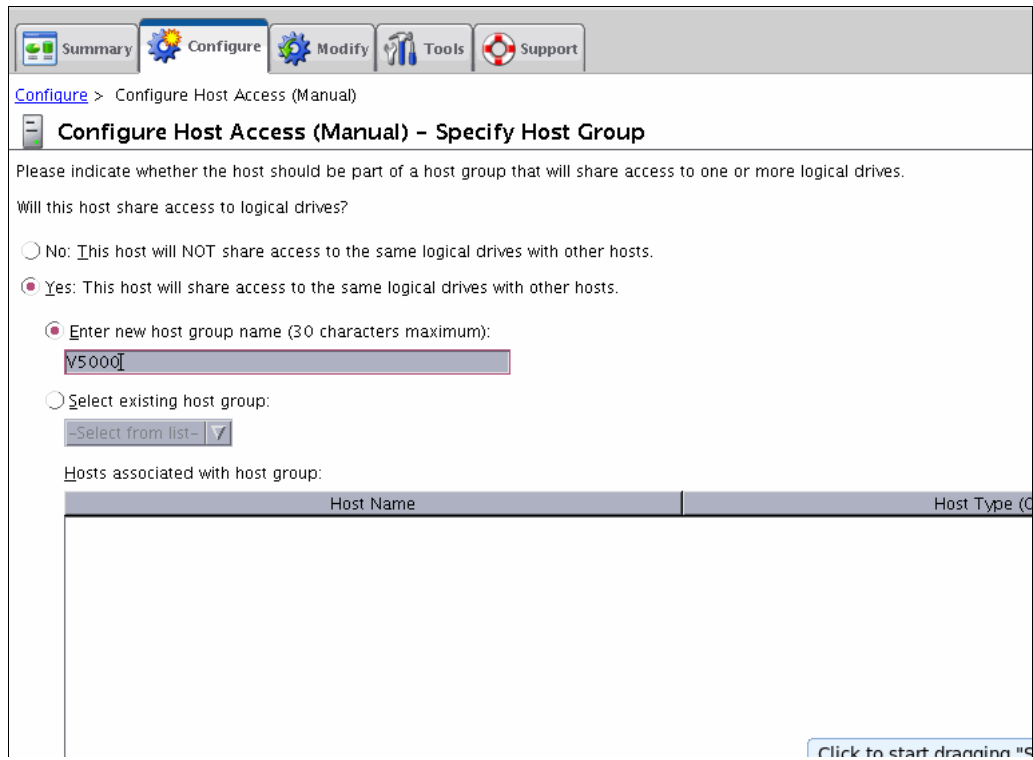 Summary Configure Modify Tools Support
Configure > Configure Host Access (Manual)
Configure Host Access (Manual) – Specify Host Group
Please indicate whether the host should be part of a host group that will share access to one or more logical drives.
Will this host share access to logical drives?
No: This host will NOT share access to the same logical drives with other hosts.
Yes: This host will share access to the same logical drives with other hosts.
Enter new host group name (30 characters maximum):
V5000
Select existing host group:
–Select from list–
Hosts associated with host group:
Host Name Host Type (O
Click to start dragging "S